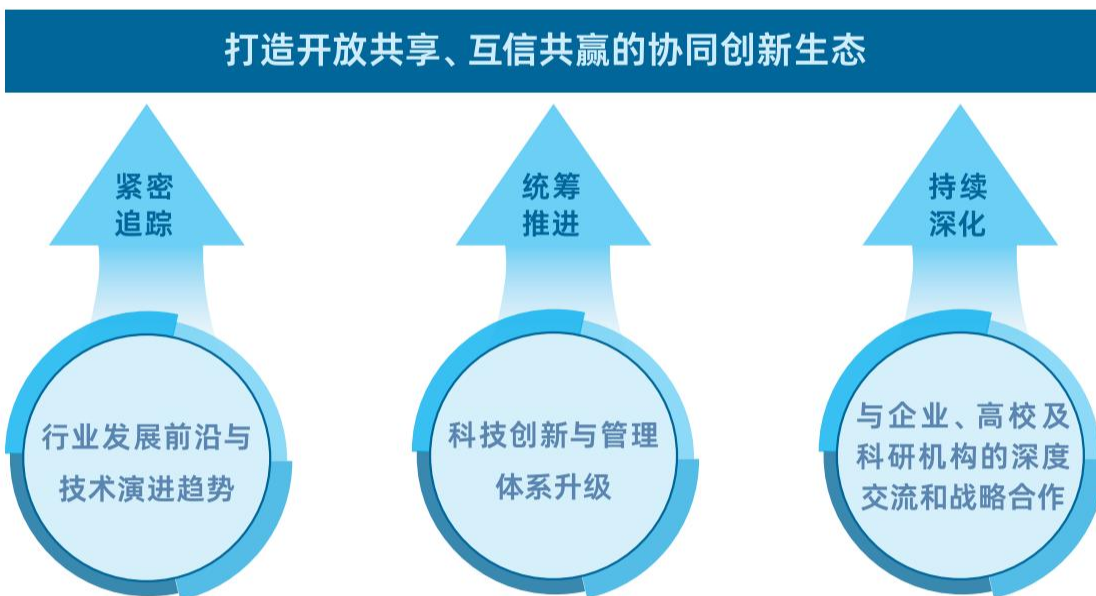 打造开放共享、互信共赢的协同创新生态
紧密
追踪
行业发展前沿与
技术演进趋势
统筹
推进
科技创新与管理
体系升级
持续
深化
与企业、高校及
科研机构的深度
交流和战略合作